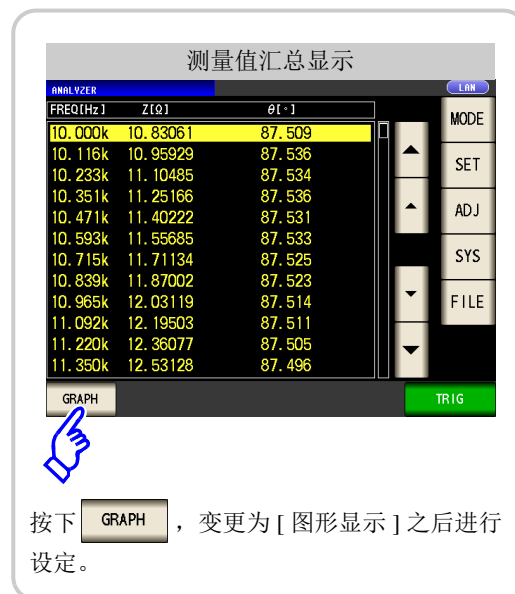 测量值汇总显示
ANALYZER LAN
FREQ[Hz] Z[Ω] θ[°]
10.000k 10.83061 87.509
10.116k 10.95929 87.536
10.233k 11.10485 87.534
10.351k 11.25166 87.536
10.471k 11.40222 87.531
10.593k 11.55685 87.533
10.715k 11.71134 87.525
10.839k 11.87002 87.523
10.965k 12.03119 87.514
11.092k 12.19503 87.511
11.220k 12.36077 87.505
11.350k 12.53128 87.496
MODE
SET
ADJ
SYS
FILE
GRAPH TRIG
按下 GRAPH ，变更为 [ 图形显示 ] 之后进行
设定。